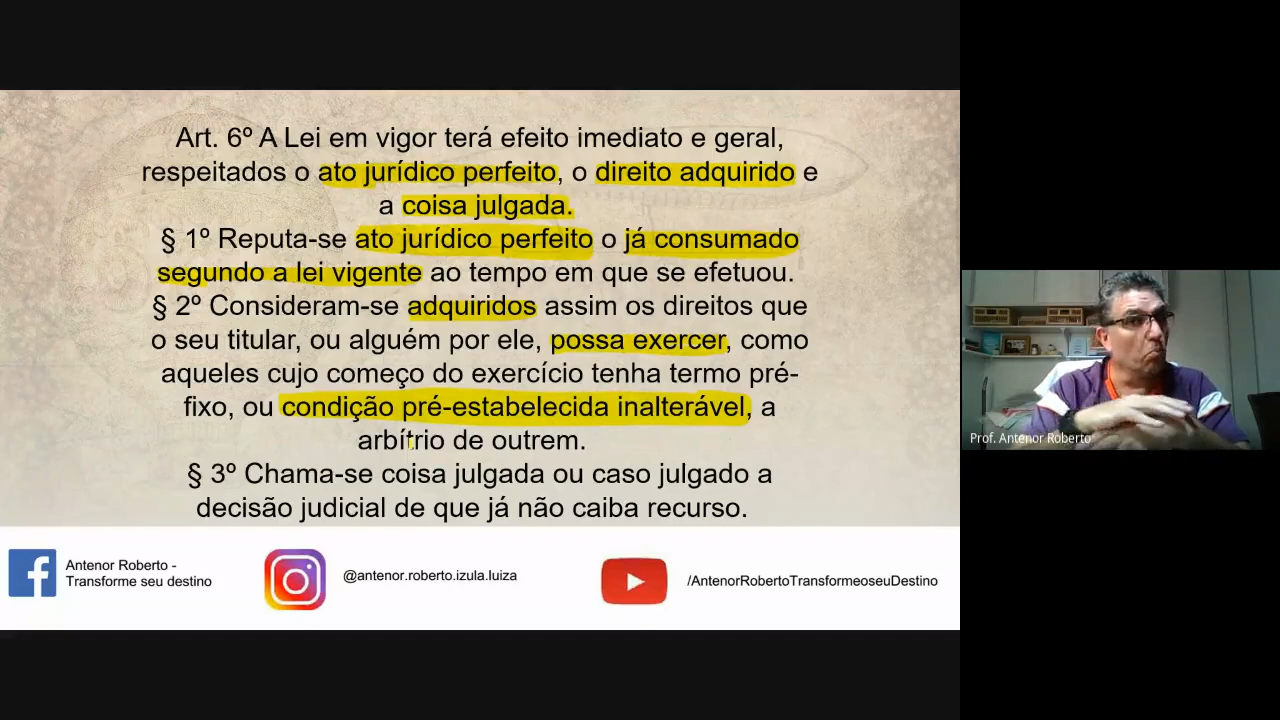 Art. 6º A Lei em vigor terá efeito imediato e geral,
respeitados o ato jurídico perfeito, o direito adquirido e
a coisa julgada.
§ 1º Reputa-se ato jurídico perfeito o já consumado
segundo a lei vigente ao tempo em que se efetuou.
§ 2º Consideram-se adquiridos assim os direitos que
o seu titular, ou alguém por ele, possa exercer, como
aqueles cujo começo do exercício tenha termo pré-
fixo, ou condição pré-estabelecida inalterável, a
arbítrio de outrem.
§ 3º Chama-se coisa julgada ou caso julgado a
decisão judicial de que já não caiba recurso.
Antenor Roberto -
Transforme seu destino
@antenor.roberto.izula.luiza
/AntenorRobertoTransformeoseuDestino
Prof. Antenor Roberto